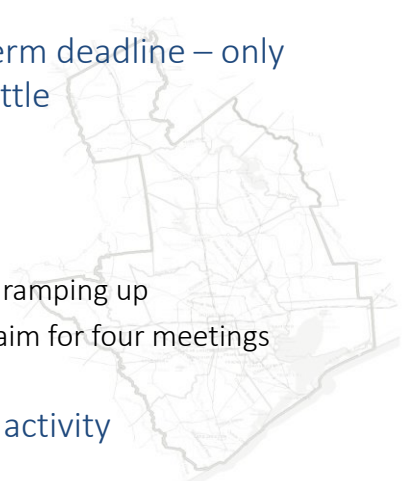 erm deadline – only
ttle
ramping up
aim for four meetings
activity